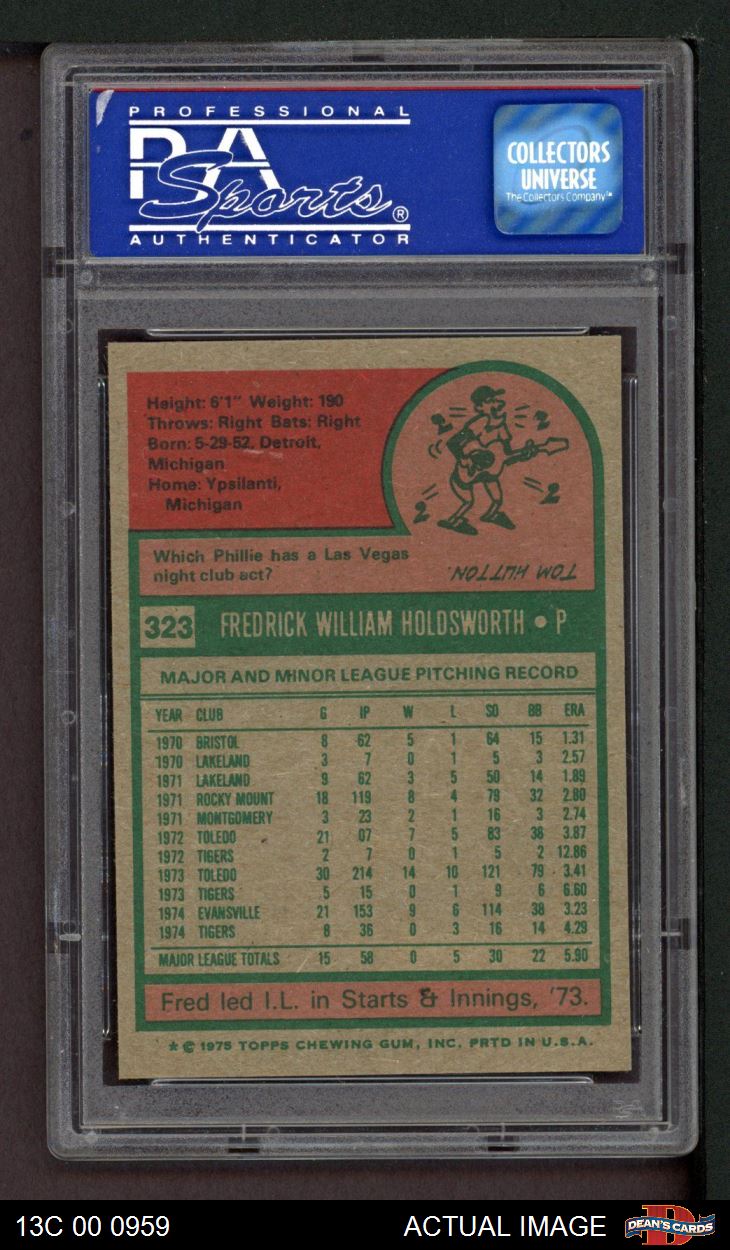 PROFESSIONAL
PSA
Sports®
AUTHENTICATOR
COLLECTORS
UNIVERSE
The Collectors Company™
Height: 6'1" Weight: 190
Throws: Right Bats: Right
Born: 5-29-52, Detroit,
Michigan
Home: Ypsilanti,
Michigan
2 2
2 2
Which Phillie has a Las Vegas
night club act?
TOM HUTTON.
323 FREDRICK WILLIAM HOLDSWORTH • P
MAJOR AND MINOR LEAGUE PITCHING RECORD
YEAR CLUB G IP W L SO BB ERA
1970 BRISTOL 8 62 5 1 64 15 1.31
1970 LAKELAND 3 7 0 1 5 3 2.57
1971 LAKELAND 9 62 3 5 50 14 1.89
1971 ROCKY MOUNT 18 119 8 4 79 32 2.80
1971 MONTGOMERY 3 23 2 1 16 3 2.74
1972 TOLEDO 21 07 7 5 83 38 3.87
1972 TIGERS 2 7 0 1 5 2 12.86
1973 TOLEDO 30 214 14 10 121 79 3.41
1973 TIGERS 5 15 0 1 9 6 6.60
1974 EVANSVILLE 21 153 9 6 114 38 3.23
1974 TIGERS 8 36 0 3 16 14 4.29
MAJOR LEAGUE TOTALS 15 58 0 5 30 22 5.90
Fred led I.L. in Starts & Innings, '73.
★ © 1975 TOPPS CHEWING GUM, INC. PRTD IN U.S.A.
13C 00 0959 ACTUAL IMAGE DEAN'S CARDS